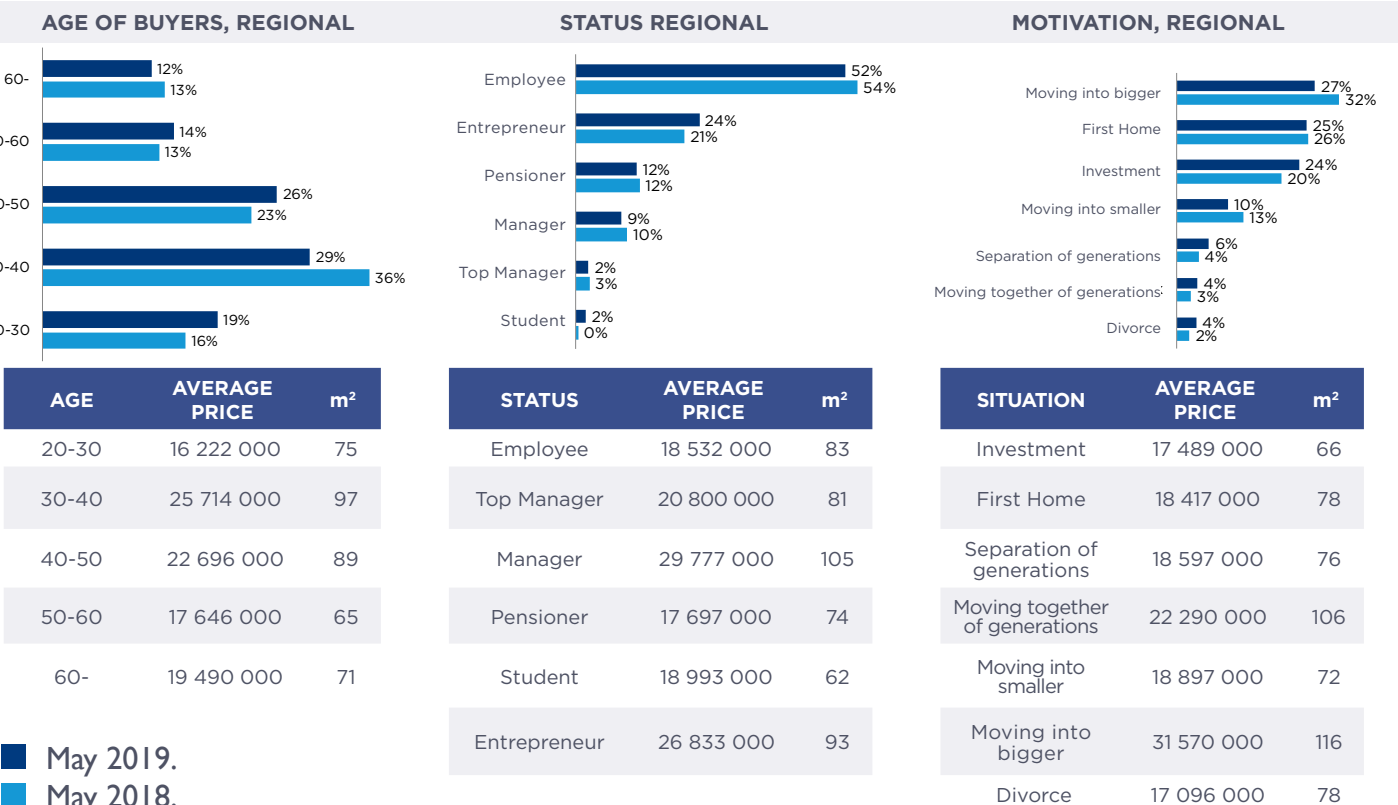 AGE OF BUYERS, REGIONAL
60-
12%
13%
0-60
14%
13%
0-50
26%
23%
0-40
29%
36%
0-30
19%
16%
STATUS REGIONAL
Employee
52%
54%
Entrepreneur
24%
21%
Pensioner
12%
12%
Manager
9%
10%
Top Manager
2%
3%
Student
2%
0%
MOTIVATION, REGIONAL
Moving into bigger
27%
32%
First Home
25%
26%
Investment
24%
20%
Moving into smaller
10%
13%
Separation of generations
6%
4%
Moving together of generations:
4%
3%
Divorce
4%
2%
AGE AVERAGE PRICE m²
20-30 16 222 000 75
30-40 25 714 000 97
40-50 22 696 000 89
50-60 17 646 000 65
60- 19 490 000 71
STATUS AVERAGE PRICE m²
Employee 18 532 000 83
Top Manager 20 800 000 81
Manager 29 777 000 105
Pensioner 17 697 000 74
Student 18 993 000 62
Entrepreneur 26 833 000 93
SITUATION AVERAGE PRICE m²
Investment 17 489 000 66
First Home 18 417 000 78
Separation of generations 18 597 000 76
Moving together of generations 22 290 000 106
Moving into smaller 18 897 000 72
Moving into bigger 31 570 000 116
Divorce 17 096 000 78
May 2019.
May 2018.